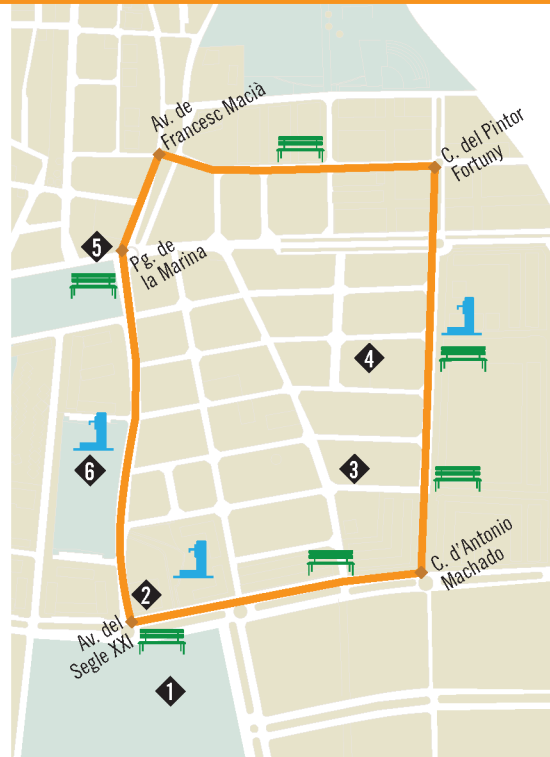 Av. de
Francesc Macià
C. del Pintor
Fortuny
5
Pg. de
la Marina
4
3
6
C. d'Antonio
Machado
2
Av. del
Segle XXI
1